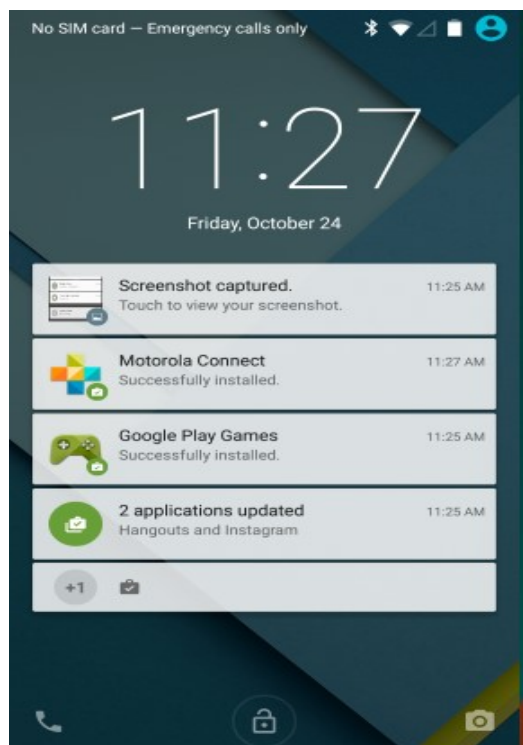 No SIM card — Emergency calls only
11:27
Friday, October 24
Screenshot captured. 11:25 AM
Touch to view your screenshot.
Motorola Connect 11:27 AM
Successfully installed.
Google Play Games 11:25 AM
Successfully installed.
2 applications updated 11:25 AM
Hangouts and Instagram
+1